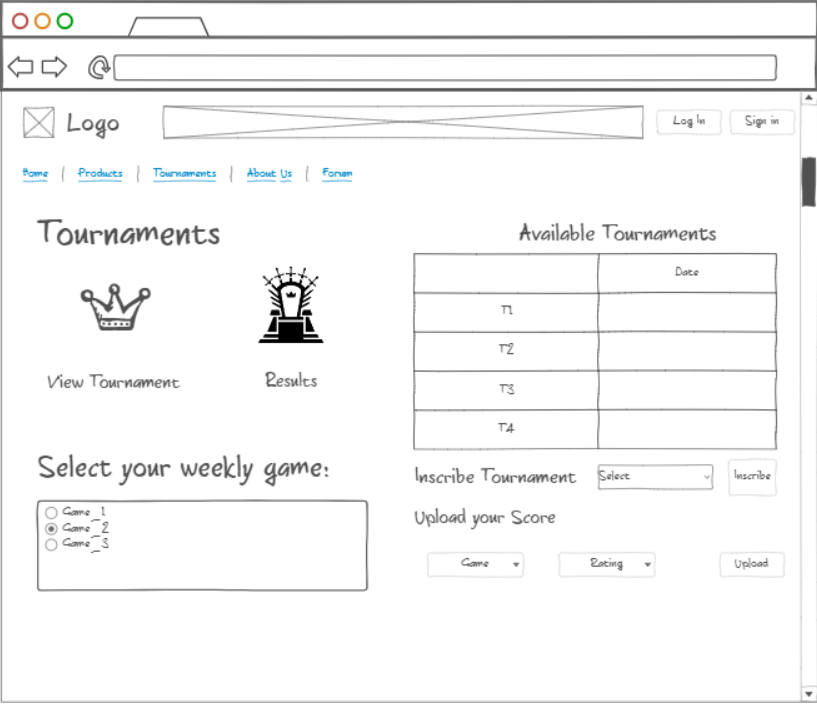 Logo
Log In
Sign in
Home | Products | Tournaments | About Us | Forum
Tournaments
View Tournament
Results
Available Tournaments
Date
T1
T2
T3
T4
Select your weekly game:
Game_1
Game_2
Game_3
Inscribe Tournament
Select
Inscribe
Upload your Score
Game
Rating
Upload